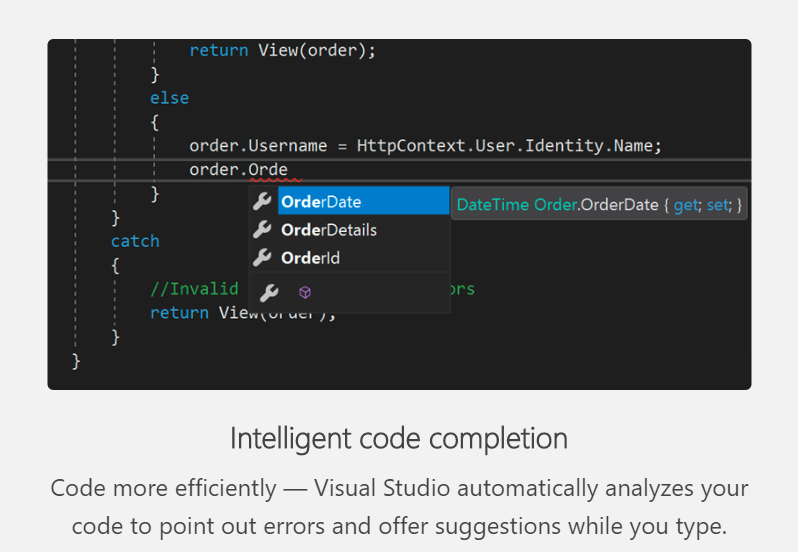 return View(order);
}
else
{
order.Username = HttpContext.User.Identity.Name;
order.Orde
}
OrderDate
DateTime Order.OrderDate { get; set; }
}
OrderDetails
catch
OrderId
{
//Invalid
return View(order);
}
}
Intelligent code completion
Code more efficiently — Visual Studio automatically analyzes your
code to point out errors and offer suggestions while you type.